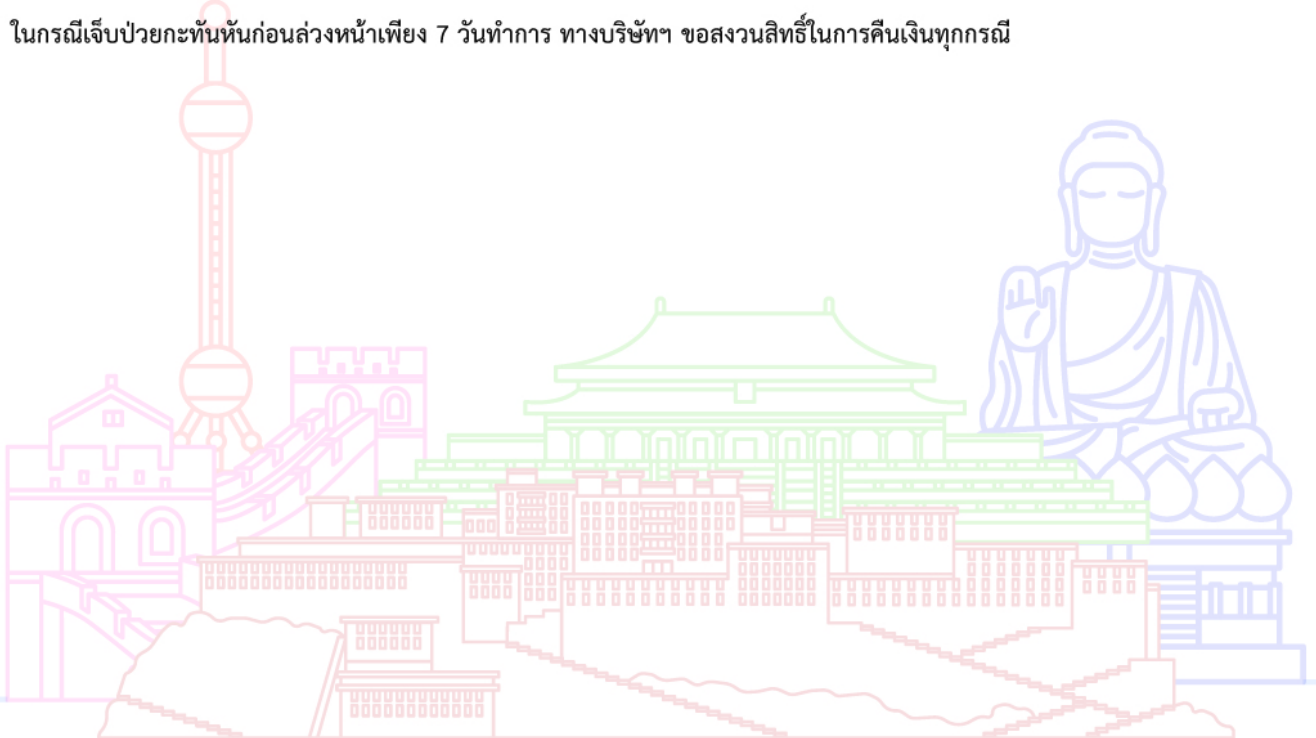 ในกรณีเจ็บป่วยกะทันหันก่อนล่วงหน้าเพียง 7 วันทำการ ทางบริษัทฯ ขอสงวนสิทธิ์ในการคืนเงินทุกกรณี